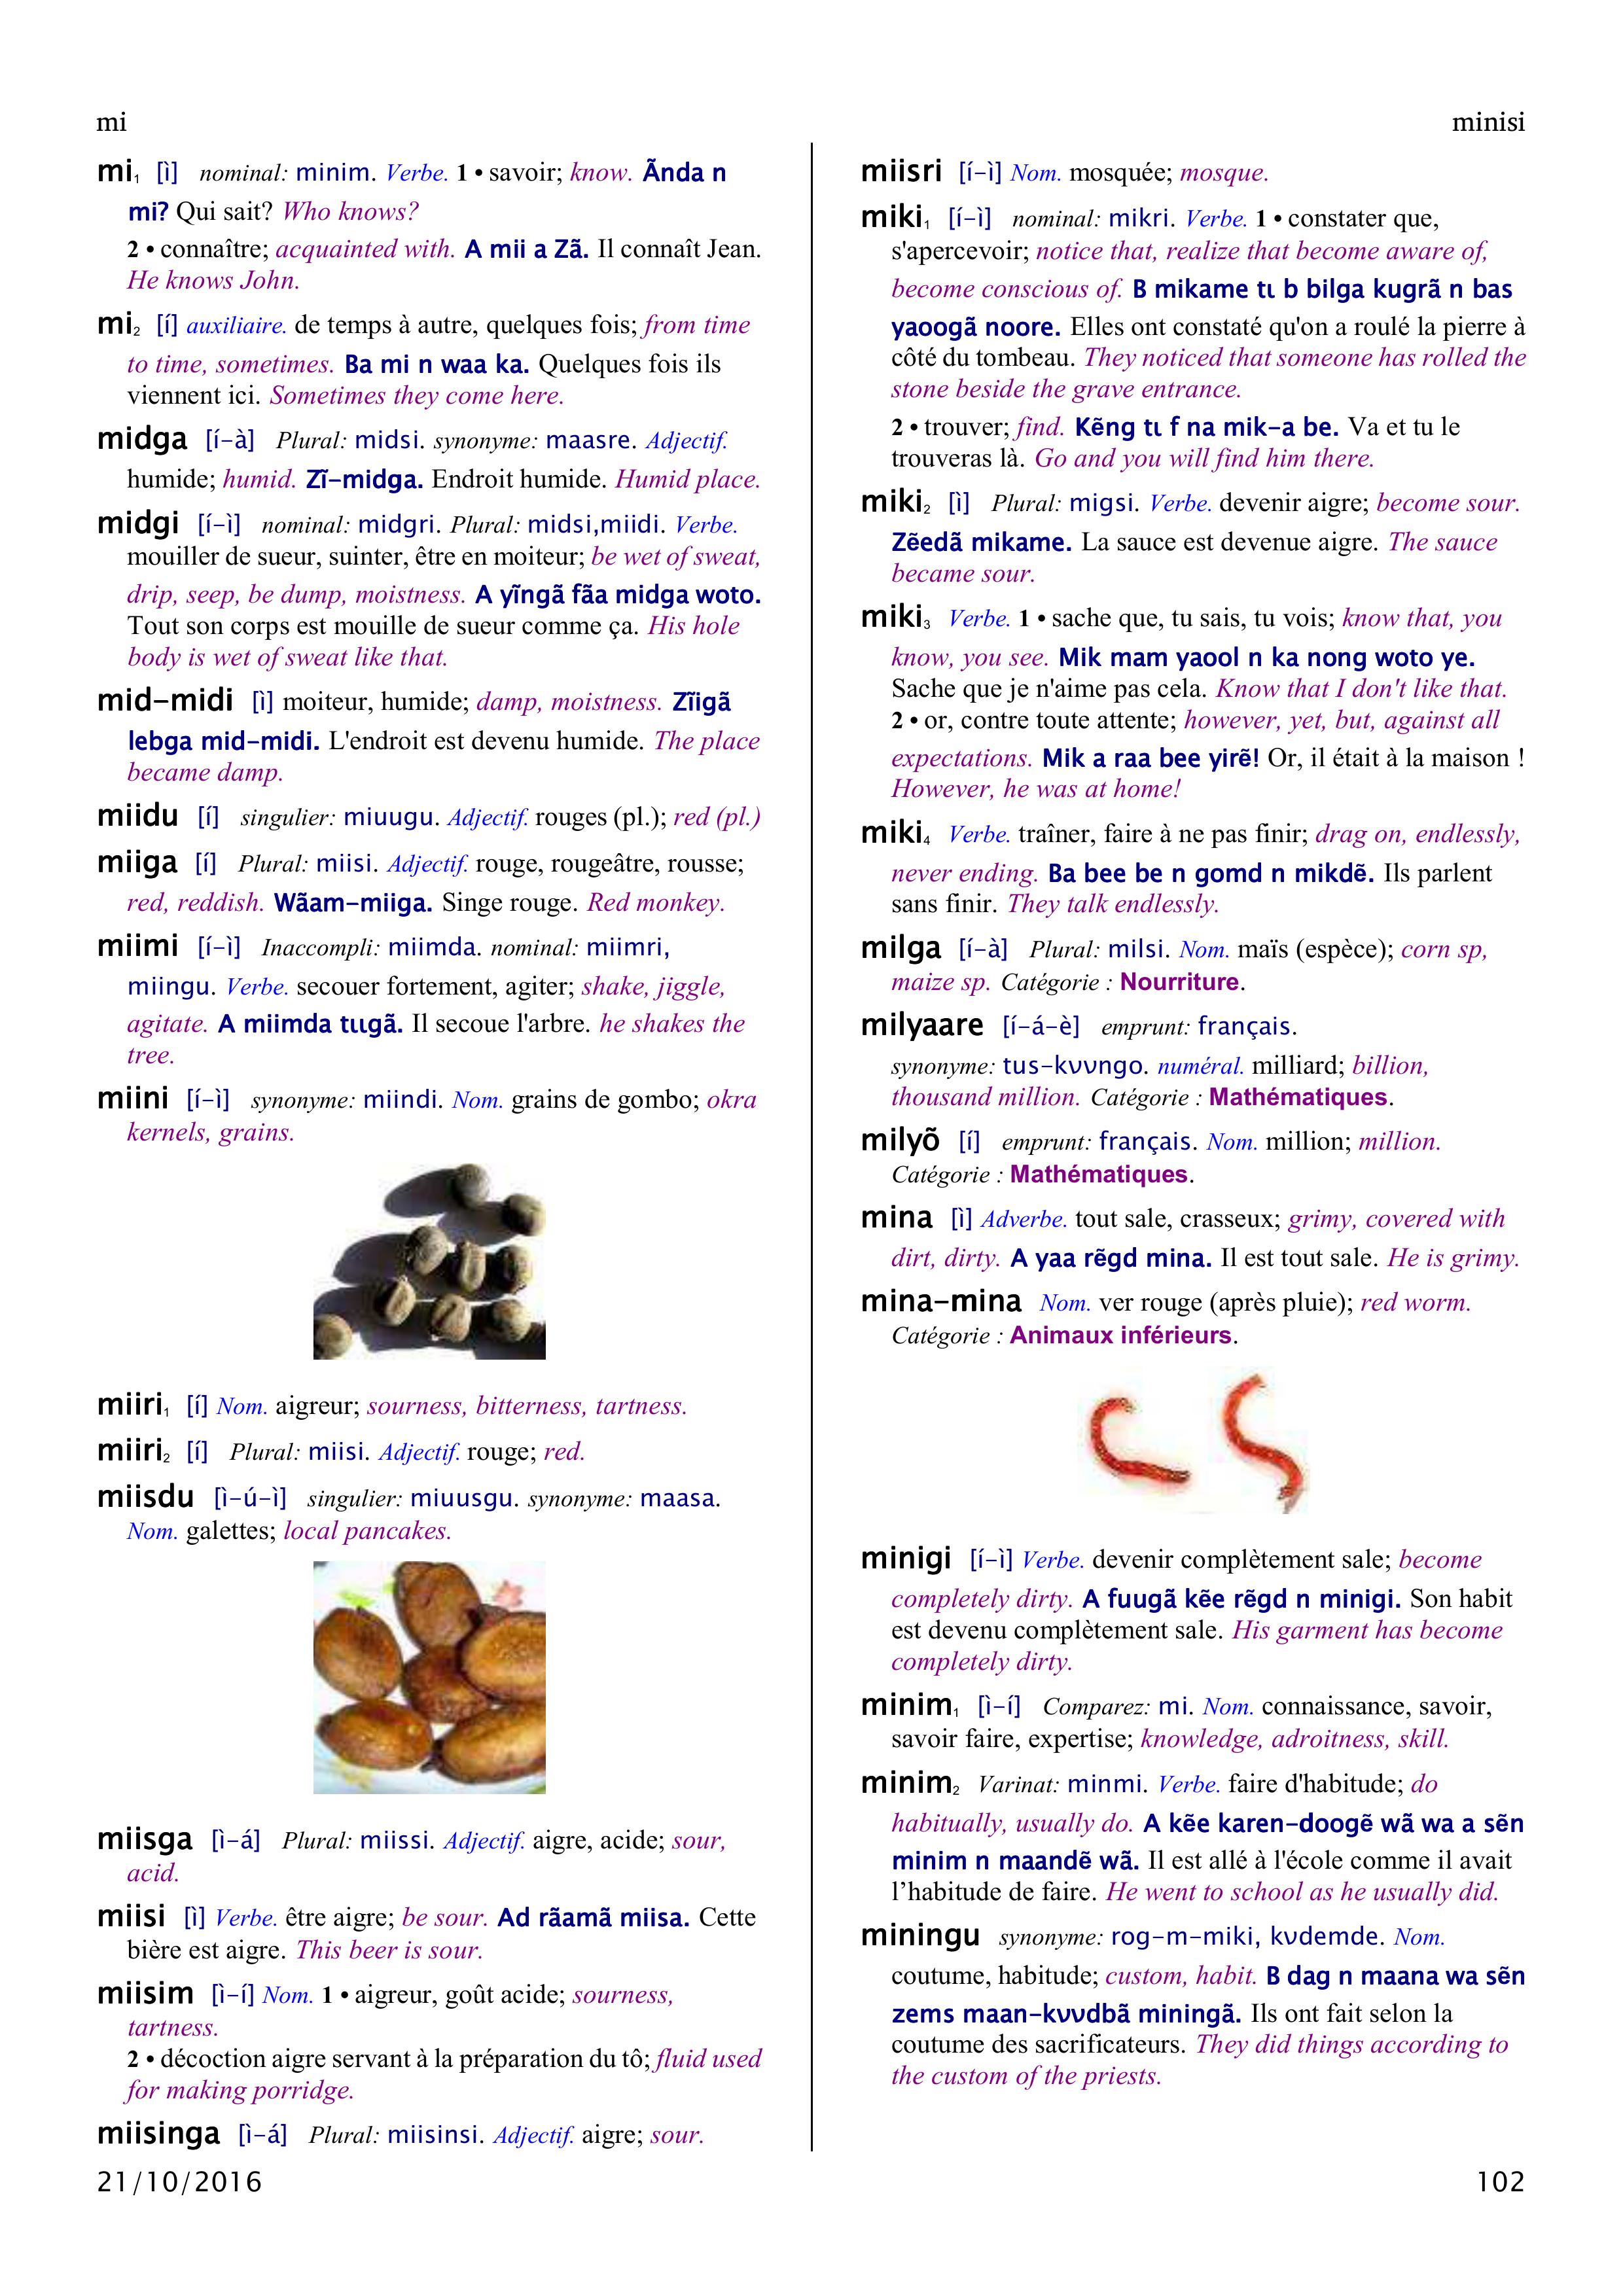 mi
minisi
mi₁ [ì] nominal: minim. Verbe. 1 • savoir; know. Ãnda n
mi? Qui sait? Who knows?
2 • connaître; acquainted with. A mii a Zã. Il connaît Jean.
He knows John.
mi₂ [í] auxiliaire. de temps à autre, quelques fois; from time
to time, sometimes. Ba mi n waa ka. Quelques fois ils
viennent ici. Sometimes they come here.
midga [í-à] Plural: midsi. synonyme: maasre. Adjectif.
humide; humid. Zĩ-midga. Endroit humide. Humid place.
midgi [í-ì] nominal: midgri. Plural: midsi,miidi. Verbe.
mouiller de sueur, suinter, être en moiteur; be wet of sweat,
drip, seep, be dump, moistness. A yĩngã fãa midga woto.
Tout son corps est mouille de sueur comme ça. His hole
body is wet of sweat like that.
mid-midi [ì] moiteur, humide; damp, moistness. Zĩigã
lebga mid-midi. L'endroit est devenu humide. The place
became damp.
miidu [í] singulier: miuugu. Adjectif. rouges (pl.); red (pl.)
miiga [í] Plural: miisi. Adjectif. rouge, rougeâtre, rousse;
red, reddish. Wãam-miiga. Singe rouge. Red monkey.
miimi [í-ì] Inaccompli: miimda. nominal: miimri,
miingu. Verbe. secouer fortement, agiter; shake, jiggle,
agitate. A miimda tɩɩgã. Il secoue l'arbre. he shakes the
tree.
miini [í-ì] synonyme: miindi. Nom. grains de gombo; okra
kernels, grains.
miiri₁ [í] Nom. aigreur; sourness, bitterness, tartness.
miiri₂ [í] Plural: miisi. Adjectif. rouge; red.
miisdu [ì-ú-ì] singulier: miuusgu. synonyme: maasa.
Nom. galettes; local pancakes.
miisga [ì-á] Plural: miissi. Adjectif. aigre, acide; sour,
acid.
miisi [ì] Verbe. être aigre; be sour. Ad rãamã miisa. Cette
bière est aigre. This beer is sour.
miisim [ì-í] Nom. 1 • aigreur, goût acide; sourness,
tartness.
2 • décoction aigre servant à la préparation du tô; fluid used
for making porridge.
miisinga [ì-á] Plural: miisinsi. Adjectif. aigre; sour.
miisri [í-ì] Nom. mosquée; mosque.
miki₁ [í-ì] nominal: mikri. Verbe. 1 • constater que,
s'apercevoir; notice that, realize that become aware of,
become conscious of. B mikame tɩ b bilga kugrã n bas
yaoogã noore. Elles ont constaté qu'on a roulé la pierre à
côté du tombeau. They noticed that someone has rolled the
stone beside the grave entrance.
2 • trouver; find. Kẽng tɩ f na mik-a be. Va et tu le
trouveras là. Go and you will find him there.
miki₂ [ì] Plural: migsi. Verbe. devenir aigre; become sour.
Zẽedã mikame. La sauce est devenue aigre. The sauce
became sour.
miki₃ Verbe. 1 • sache que, tu sais, tu vois; know that, you
know, you see. Mik mam yaool n ka nong woto ye.
Sache que je n'aime pas cela. Know that I don't like that.
2 • or, contre toute attente; however, yet, but, against all
expectations. Mik a raa bee yirẽ! Or, il était à la maison !
However, he was at home!
miki₄ Verbe. traîner, faire à ne pas finir; drag on, endlessly,
never ending. Ba bee be n gomd n mikdẽ. Ils parlent
sans finir. They talk endlessly.
milga [í-à] Plural: milsi. Nom. maïs (espèce); corn sp,
maize sp. Catégorie : Nourriture.
milyaare [í-á-è] emprunt: français.
synonyme: tus-kʋʋngo. numéral. milliard; billion,
thousand million. Catégorie : Mathématiques.
milyõ [í] emprunt: français. Nom. million; million.
Catégorie : Mathématiques.
mina [ì] Adverbe. tout sale, crasseux; grimy, covered with
dirt, dirty. A yaa rẽgd mina. Il est tout sale. He is grimy.
mina-mina Nom. ver rouge (après pluie); red worm.
Catégorie : Animaux inférieurs.
minigi [í-ì] Verbe. devenir complètement sale; become
completely dirty. A fuugã kẽe rẽgd n minigi. Son habit
est devenu complètement sale. His garment has become
completely dirty.
minim₁ [ì-í] Comparez: mi. Nom. connaissance, savoir,
savoir faire, expertise; knowledge, adroitness, skill.
minim₂ Varinat: minmi. Verbe. faire d'habitude; do
habitually, usually do. A kẽe karen-doogẽ wã wa a sẽn
minim n maandẽ wã. Il est allé à l'école comme il avait
l’habitude de faire. He went to school as he usually did.
miningu synonyme: rog-m-miki, kʋdemde. Nom.
coutume, habitude; custom, habit. B dag n maana wa sẽn
zems maan-kʋʋdbã miningã. Ils ont fait selon la
coutume des sacrificateurs. They did things according to
the custom of the priests.
21/10/2016
102